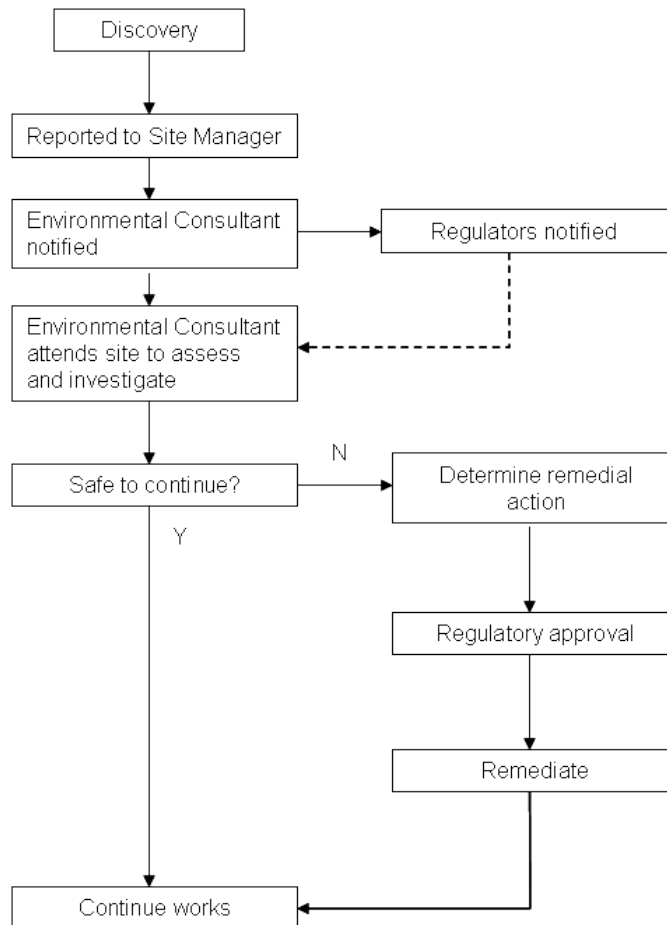 Discovery
Reported to Site Manager
Environmental Consultant
notified
Regulators notified
Environmental Consultant
attends site to assess
and investigate
Safe to continue?
N
Determine remedial
action
Y
Regulatory approval
Remediate
Continue works